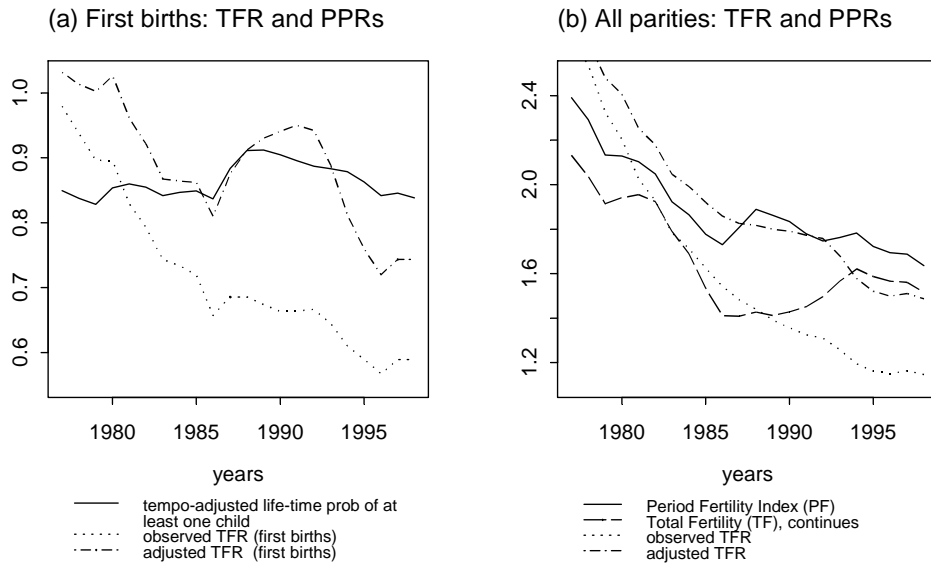 (a) First births: TFR and PPRs
1.0
0.9
0.8
0.7
0.6
1980 1985 1990 1995
years
tempo-adjusted life-time prob of at
least one child
observed TFR (first births)
adjusted TFR (first births)
(b) All parities: TFR and PPRs
2.4
2.0
1.6
1.2
1980 1985 1990 1995
years
Period Fertility Index (PF)
Total Fertility (TF), continues
observed TFR
adjusted TFR